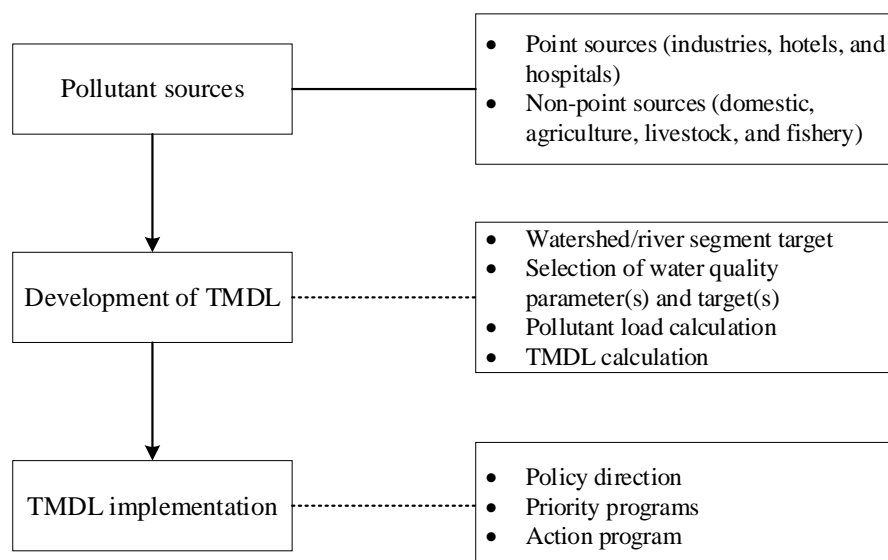 Pollutant sources
• Point sources (industries, hotels, and
hospitals)
• Non-point sources (domestic,
agriculture, livestock, and fishery)
Development of TMDL
• Watershed/river segment target
• Selection of water quality
parameter(s) and target(s)
• Pollutant load calculation
• TMDL calculation
TMDL implementation
• Policy direction
• Priority programs
• Action program